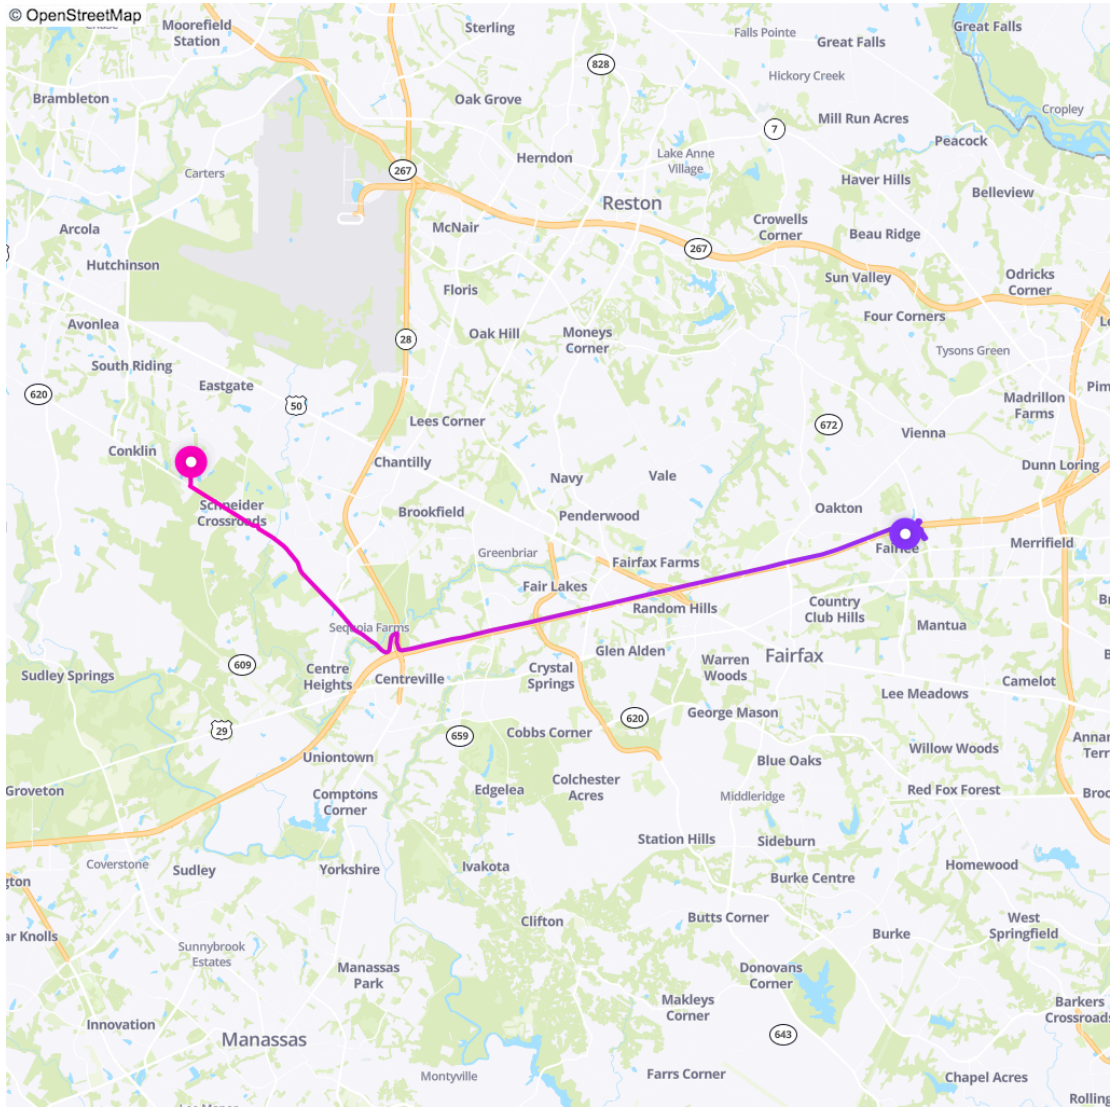 © OpenStreetMap
Moorefield
Station
Sterling
Falls Pointe
Great Falls
Great Falls
828
Hickory Creek
Brambleton
Oak Grove
Cropley
Mill Run Acres
7
Peacock
Herndon
Lake Anne
Village
267
Carters
Haver Hills
Belleview
Reston
Arcola
McNair
Crowells
Corner
Beau Ridge
267
Hutchinson
Sun Valley
Odricks
Corner
Floris
Four Corners
Avonlea
Oak Hill
Moneys
Corner
28
Tysons Green
South Riding
Eastgate
620
50
Madrillon
Farms
Lees Corner
672
Vienna
Conklin
Chantilly
Dunn Loring
Navy
Vale
Schneider
Crossroads
Brookfield
Penderwood
Oakton
Merrifield
Greenbriar
Fairlee
Fairfax Farms
Fair Lakes
Random Hills
Country
Club Hills
Sequoia Farms
Mantua
Glen Alden
Fairfax
609
Warren
Woods
Sudley Springs
Centre
Heights
Centreville
Crystal
Springs
Camelot
Lee Meadows
George Mason
620
29
659
Cobbs Corner
Willow Woods
Uniontown
Blue Oaks
Groveton
Colchester
Acres
Edgelea
Comptons
Corner
Middleridge
Red Fox Forest
Station Hills
Sideburn
Coverstone
Sudley
Yorkshire
Ivakota
Homewood
Burke Centre
Clifton
Butts Corner
West
Springfield
Burke
Sunnybrook
Estates
Manassas
Park
Donovans
Corner
Makleys
Corner
Barkers
Crossroads
Innovation
Manassas
643
Montyville
Farrs Corner
Chapel Acres
Rolling